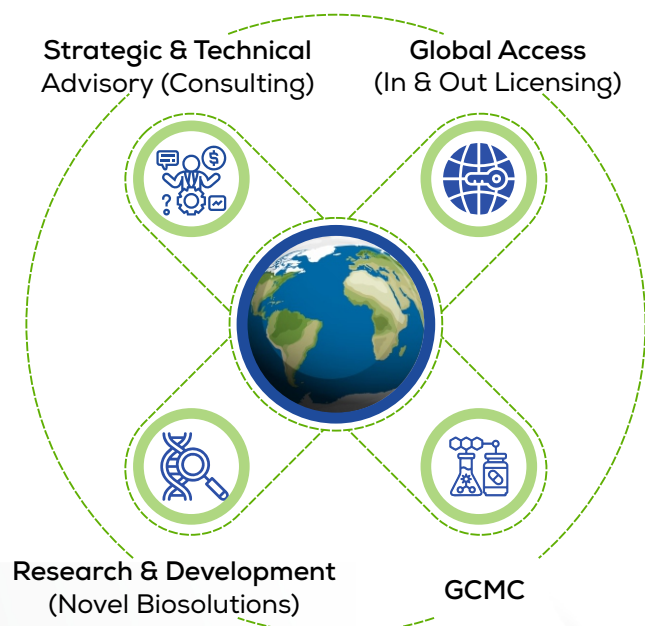 Strategic & Technical
Advisory (Consulting)
Global Access
(In & Out Licensing)
$
?
Research & Development
(Novel Biosolutions)
GCMC